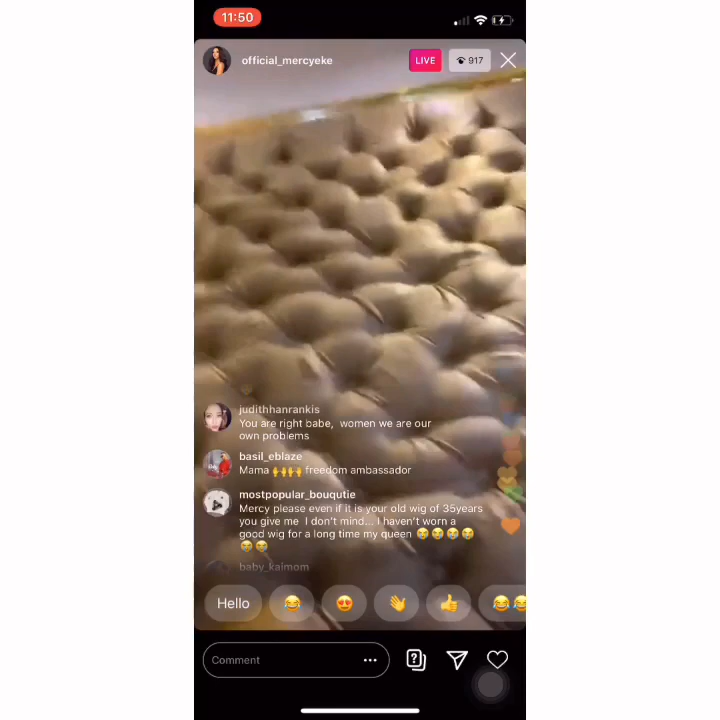 11:50
official_mercyeke
LIVE
917
judithhanrankis
You are right babe, women we are our
own problems
basil_eblaze
Mama 🙌🙌 freedom ambassador
mostpopular_bouqutie
Mercy please even if it is your old wig of 35years
you give me I don't mind... I haven't worn a
good wig for a long time my queen 😭😭😭😭
😭😭
baby_kaimom
Hello 😂 😍 👋 👍 😂😂
Comment ...